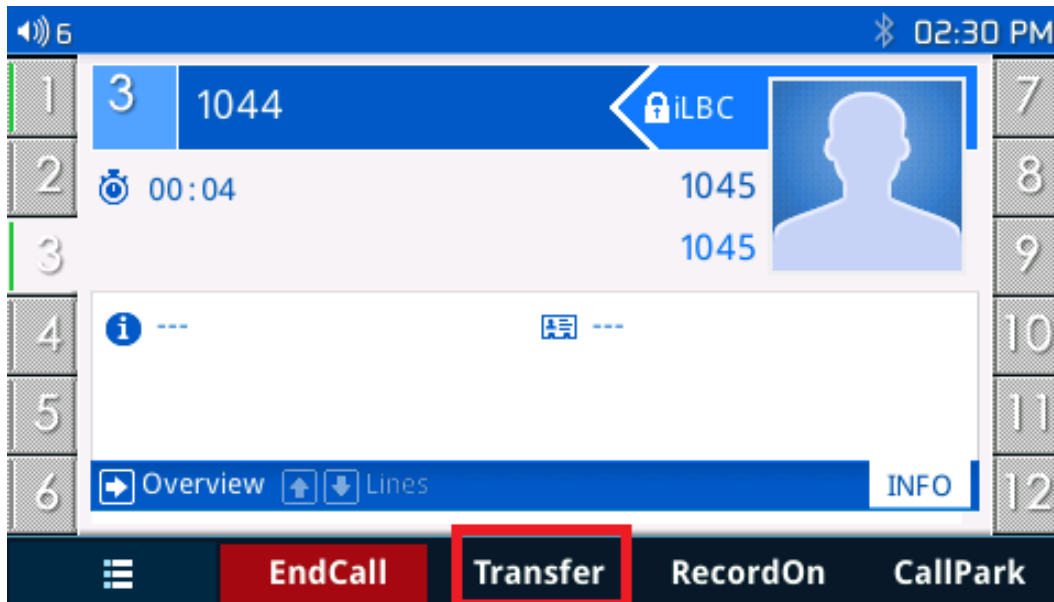 6 02:30 PM
1 3 1044 iLBC 7
2 00:04 1045 8
3 1045 9
4 --- --- 10
5 11
6 Overview Lines INFO 12
EndCall Transfer RecordOn CallPark